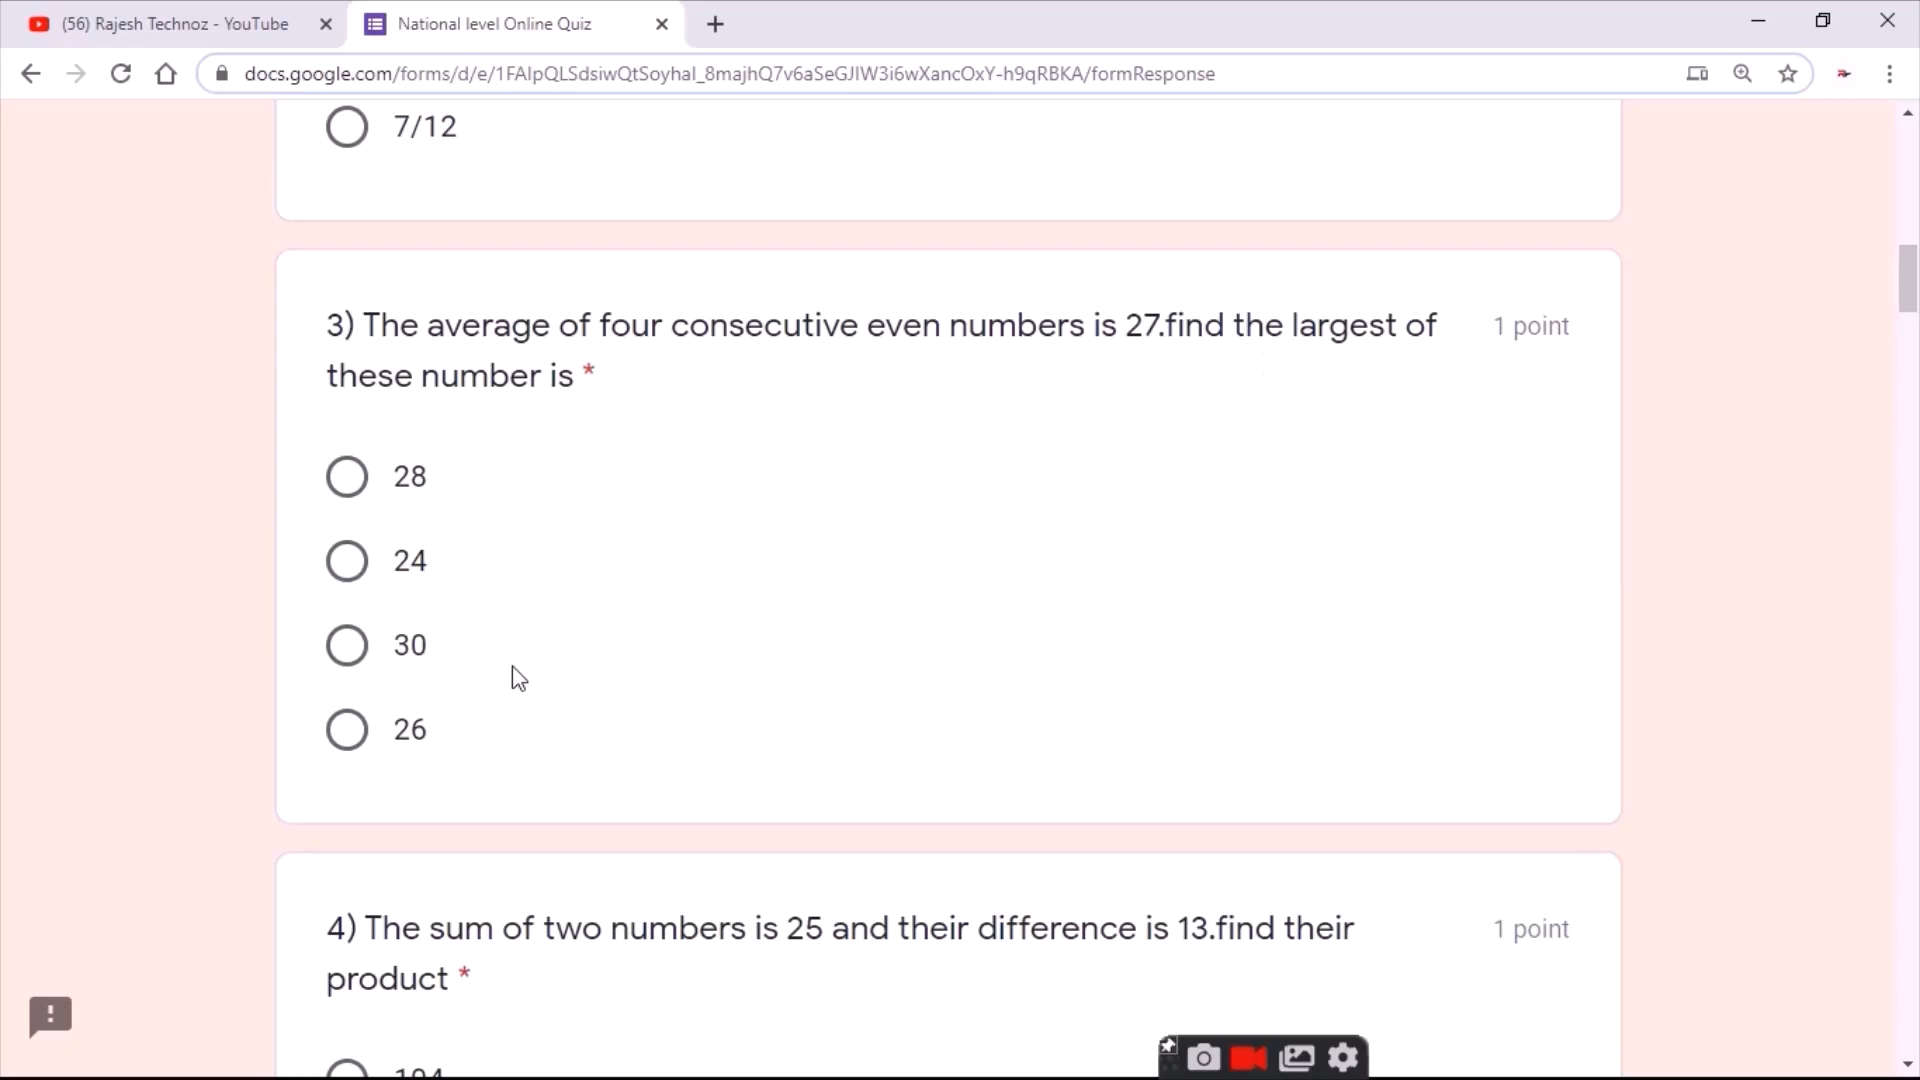 (56) Rajesh Technoz - YouTube
National level Online Quiz
docs.google.com/forms/d/e/1FAIpQLSdsiwQtSoyhal_8majhQ7v6aSeGJIW3i6wXancOxY-h9qRBKA/formResponse
7/12
3) The average of four consecutive even numbers is 27.find the largest of
1 point
these number is *
28
24
30
26
4) The sum of two numbers is 25 and their difference is 13.find their
1 point
product *